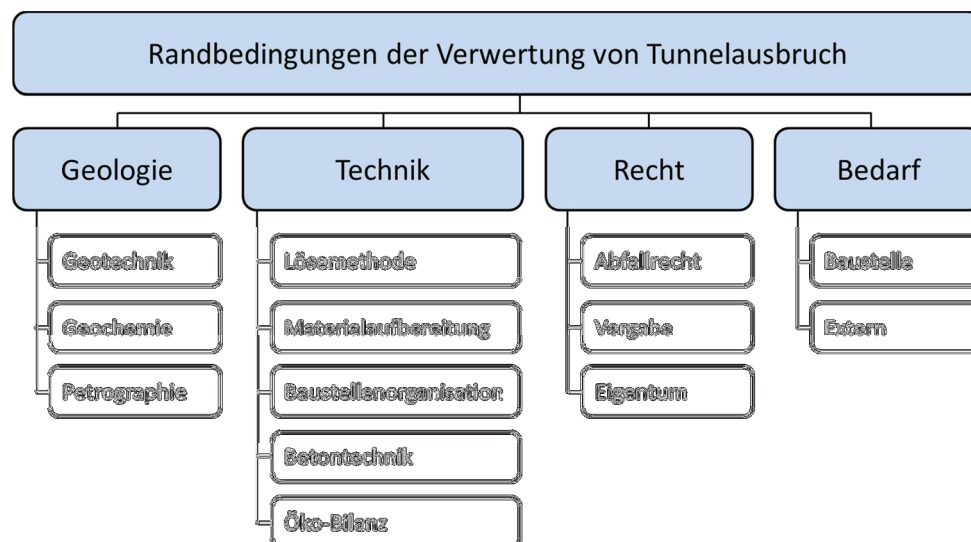 Randbedingungen der Verwertung von Tunnelausbruch
Geologie
Geotechnik
Geochemie
Petrographie
Technik
Lösemethode
Materialaufbereitung
Baustellenorganisation
Betontechnik
Öko-Bilanz
Recht
Abfallrecht
Vergabe
Eigentum
Bedarf
Baustelle
Extern